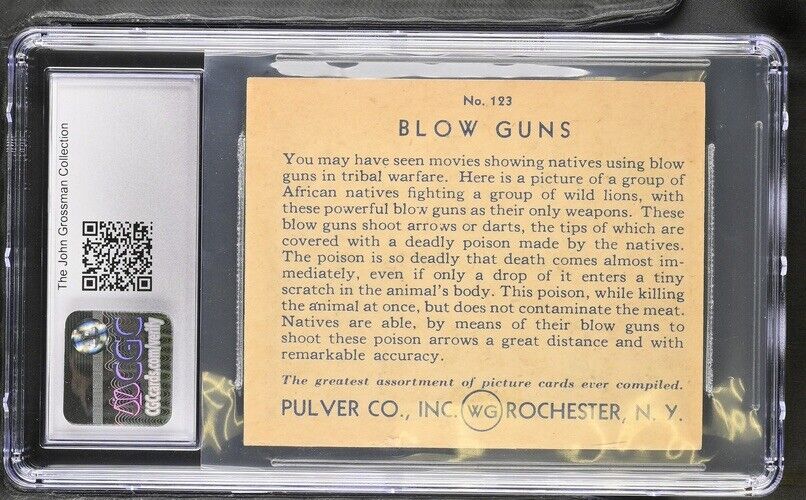 No. 123
BLOW GUNS
You may have seen movies showing natives using blow
guns in tribal warfare. Here is a picture of a group of
African natives fighting a group of wild lions, with
these powerful blow guns as their only weapons. These
blow guns shoot arrows or darts, the tips of which are
covered with a deadly poison made by the natives.
The poison is so deadly that death comes almost im-
mediately, even if only a drop of it enters a tiny
scratch in the animal's body. This poison, while killing
the animal at once, but does not contaminate the meat.
Natives are able, by means of their blow guns to
shoot these poison arrows a great distance and with
remarkable accuracy.
The greatest assortment of picture cards ever compiled.
PULVER CO., INC. WG ROCHESTER, N. Y.
The John Grossman Collection
CGC
CGCcards.com/verify